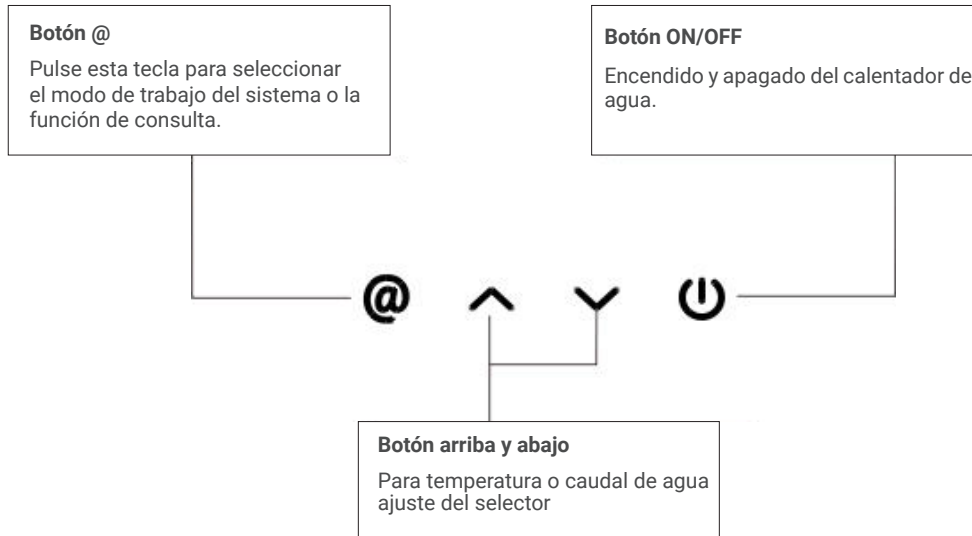 Botón @
Pulse esta tecla para seleccionar
el modo de trabajo del sistema o la
función de consulta.
Botón ON/OFF
Encendido y apagado del calentador de
agua.
@
Botón arriba y abajo
Para temperatura o caudal de agua
ajuste del selector